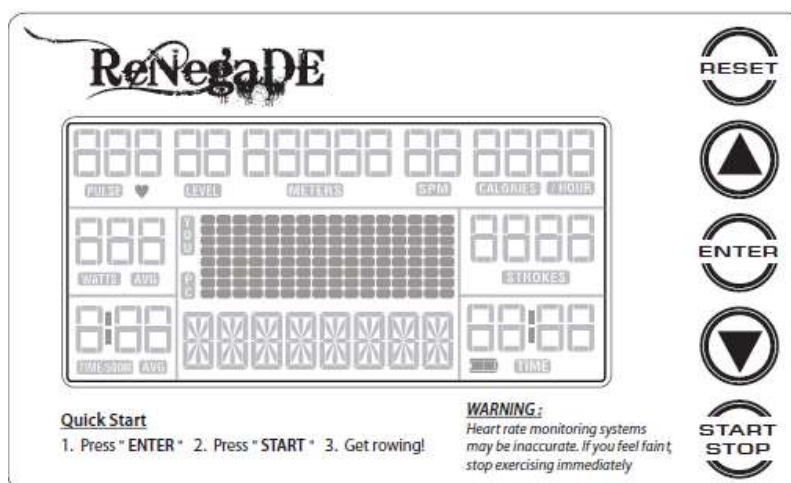 ReNegaDE
RESET
PULSE LEVEL METERS SPM CALORIES / HOUR
YOU
WATTS AVG
PC
STROKES
ENTER
TIME/500M AVG
TIME
Quick Start
1. Press " ENTER " 2. Press " START " 3. Get rowing!
WARNING :
Heart rate monitoring systems
may be inaccurate. If you feel faint,
stop exercising immediately
START
STOP